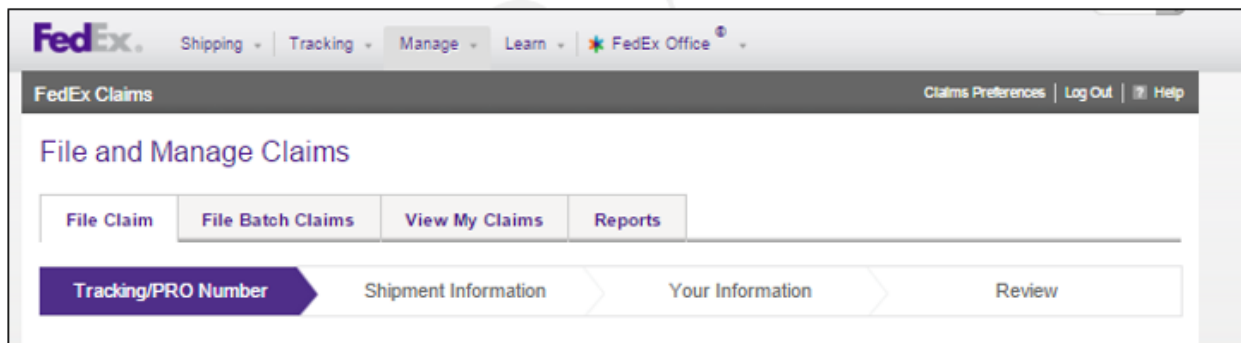 FedEx. Shipping Tracking Manage Learn FedEx Office ®
FedEx Claims Claims Preferences | Log Out | ? Help
File and Manage Claims
File Claim File Batch Claims View My Claims Reports
Tracking/PRO Number Shipment Information Your Information Review